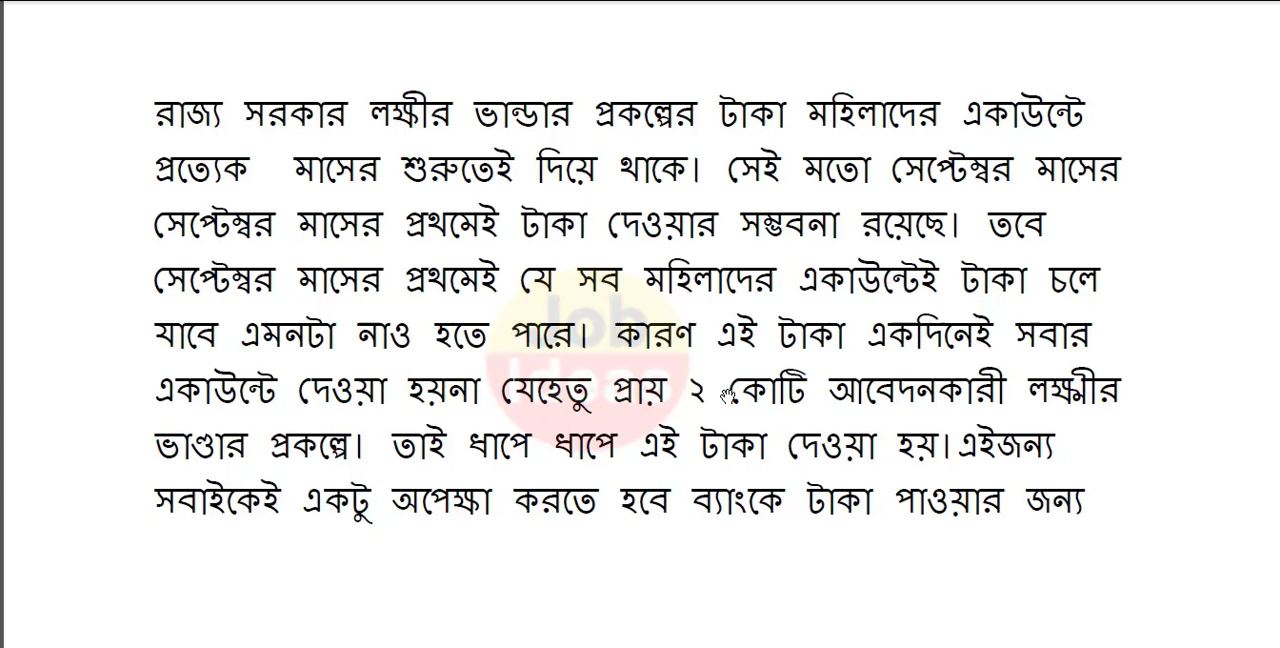 রাজ্য সরকার লক্ষীর ভান্ডার প্রকল্পের টাকা মহিলাদের একাউন্টে
প্রত্যেক মাসের শুরুতেই দিয়ে থাকে। সেই মতো সেপ্টেম্বর মাসের
সেপ্টেম্বর মাসের প্রথমেই টাকা দেওয়ার সম্ভবনা রয়েছে। তবে
সেপ্টেম্বর মাসের প্রথমেই যে সব মহিলাদের একাউন্টেই টাকা চলে
যাবে এমনটা নাও হতে পারে। কারণ এই টাকা একদিনেই সবার
একাউন্টে দেওয়া হয়না যেহেতু প্রায় ২ কোটি আবেদনকারী লক্ষ্মীর
ভাণ্ডার প্রকল্পে। তাই ধাপে ধাপে এই টাকা দেওয়া হয়।এইজন্য
সবাইকেই একটু অপেক্ষা করতে হবে ব্যাংকে টাকা পাওয়ার জন্য
Job
Ideas